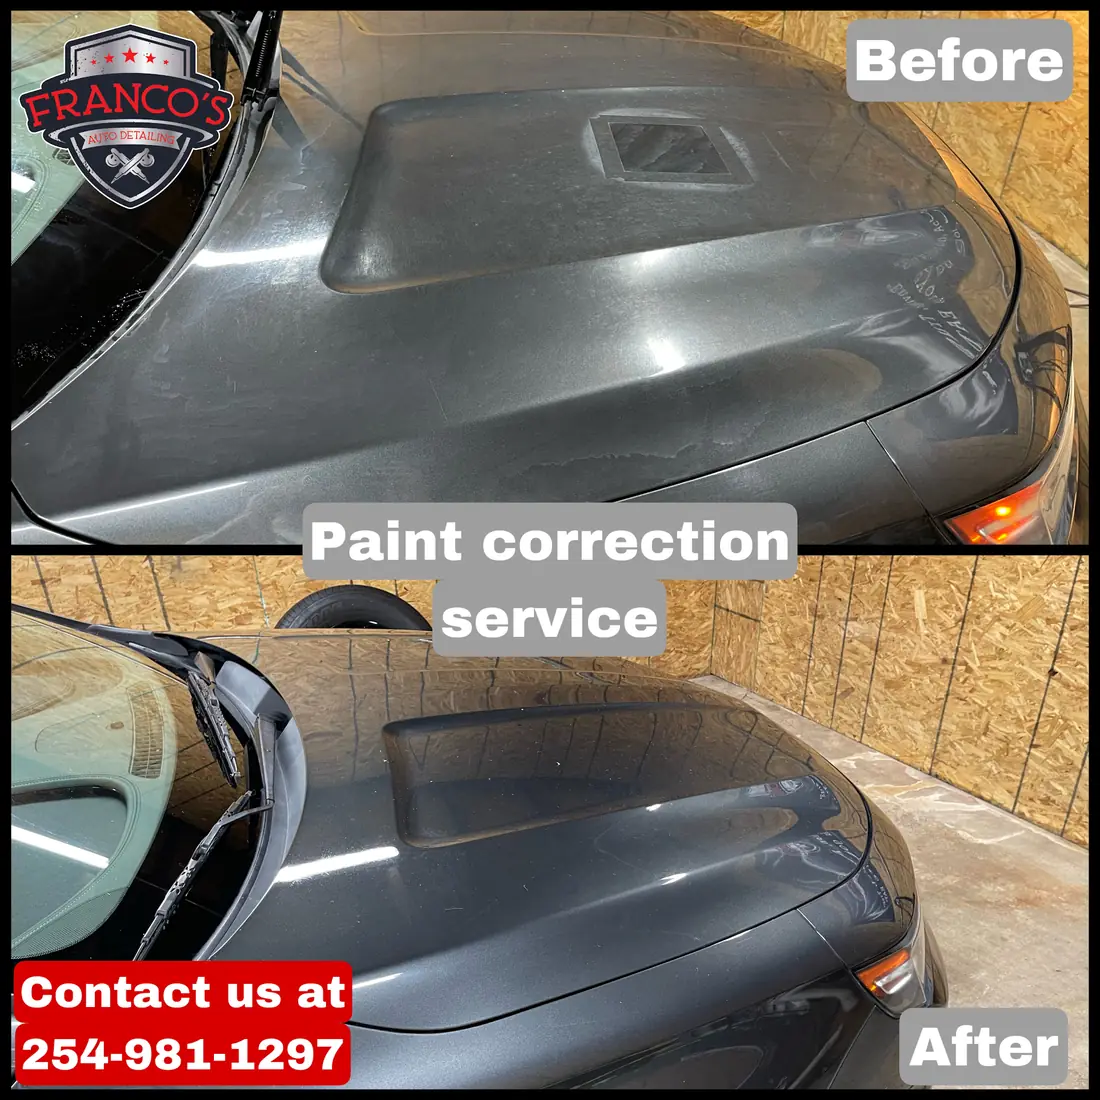 FRANCO'S
AUTO DETAILING
Before
Paint correction
service
Contact us at
254-981-1297
After